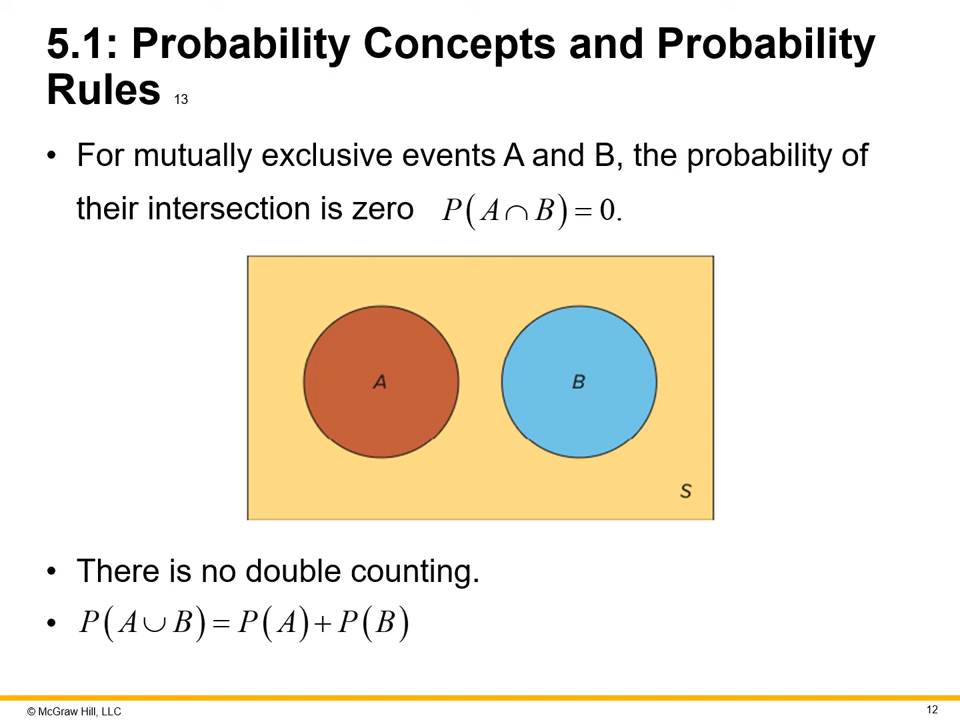 5.1: Probability Concepts and Probability
Rules 13
• For mutually exclusive events A and B, the probability of
their intersection is zero P(A ∩ B) = 0.
A
B
S
• There is no double counting.
• P(A ∪ B) = P(A) + P(B)
© McGraw Hill, LLC
12